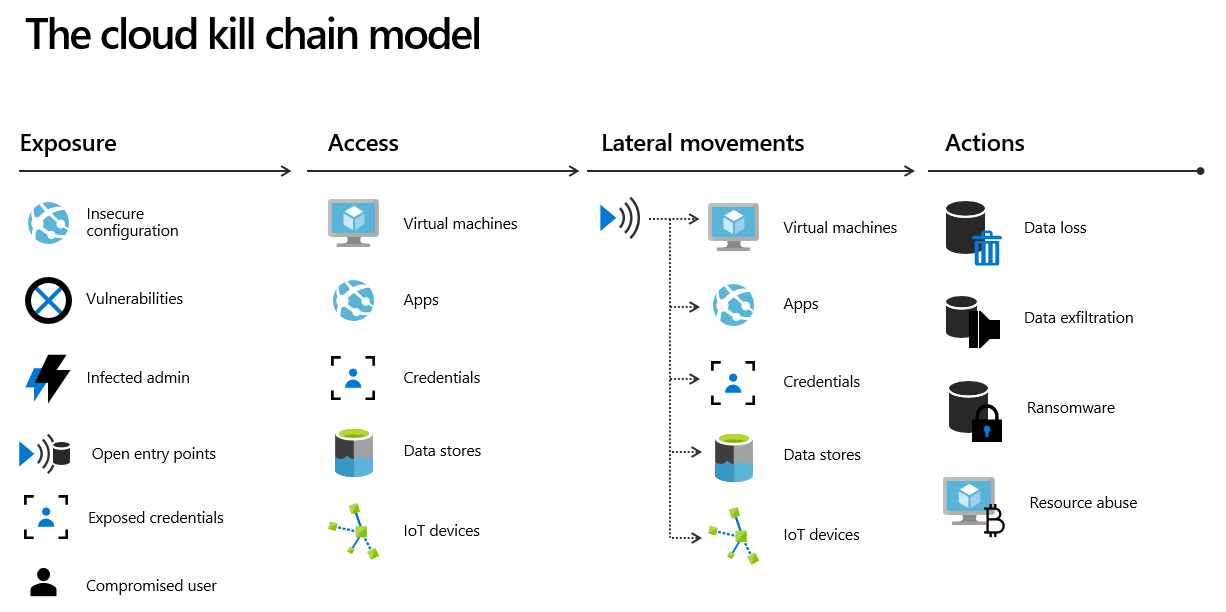 The cloud kill chain model
Exposure
Insecure
configuration
Vulnerabilities
Infected admin
Open entry points
Exposed credentials
Compromised user
Access
Virtual machines
Apps
Credentials
Data stores
IoT devices
Lateral movements
Virtual machines
Apps
Credentials
Data stores
IoT devices
Actions
Data loss
Data exfiltration
Ransomware
Resource abuse